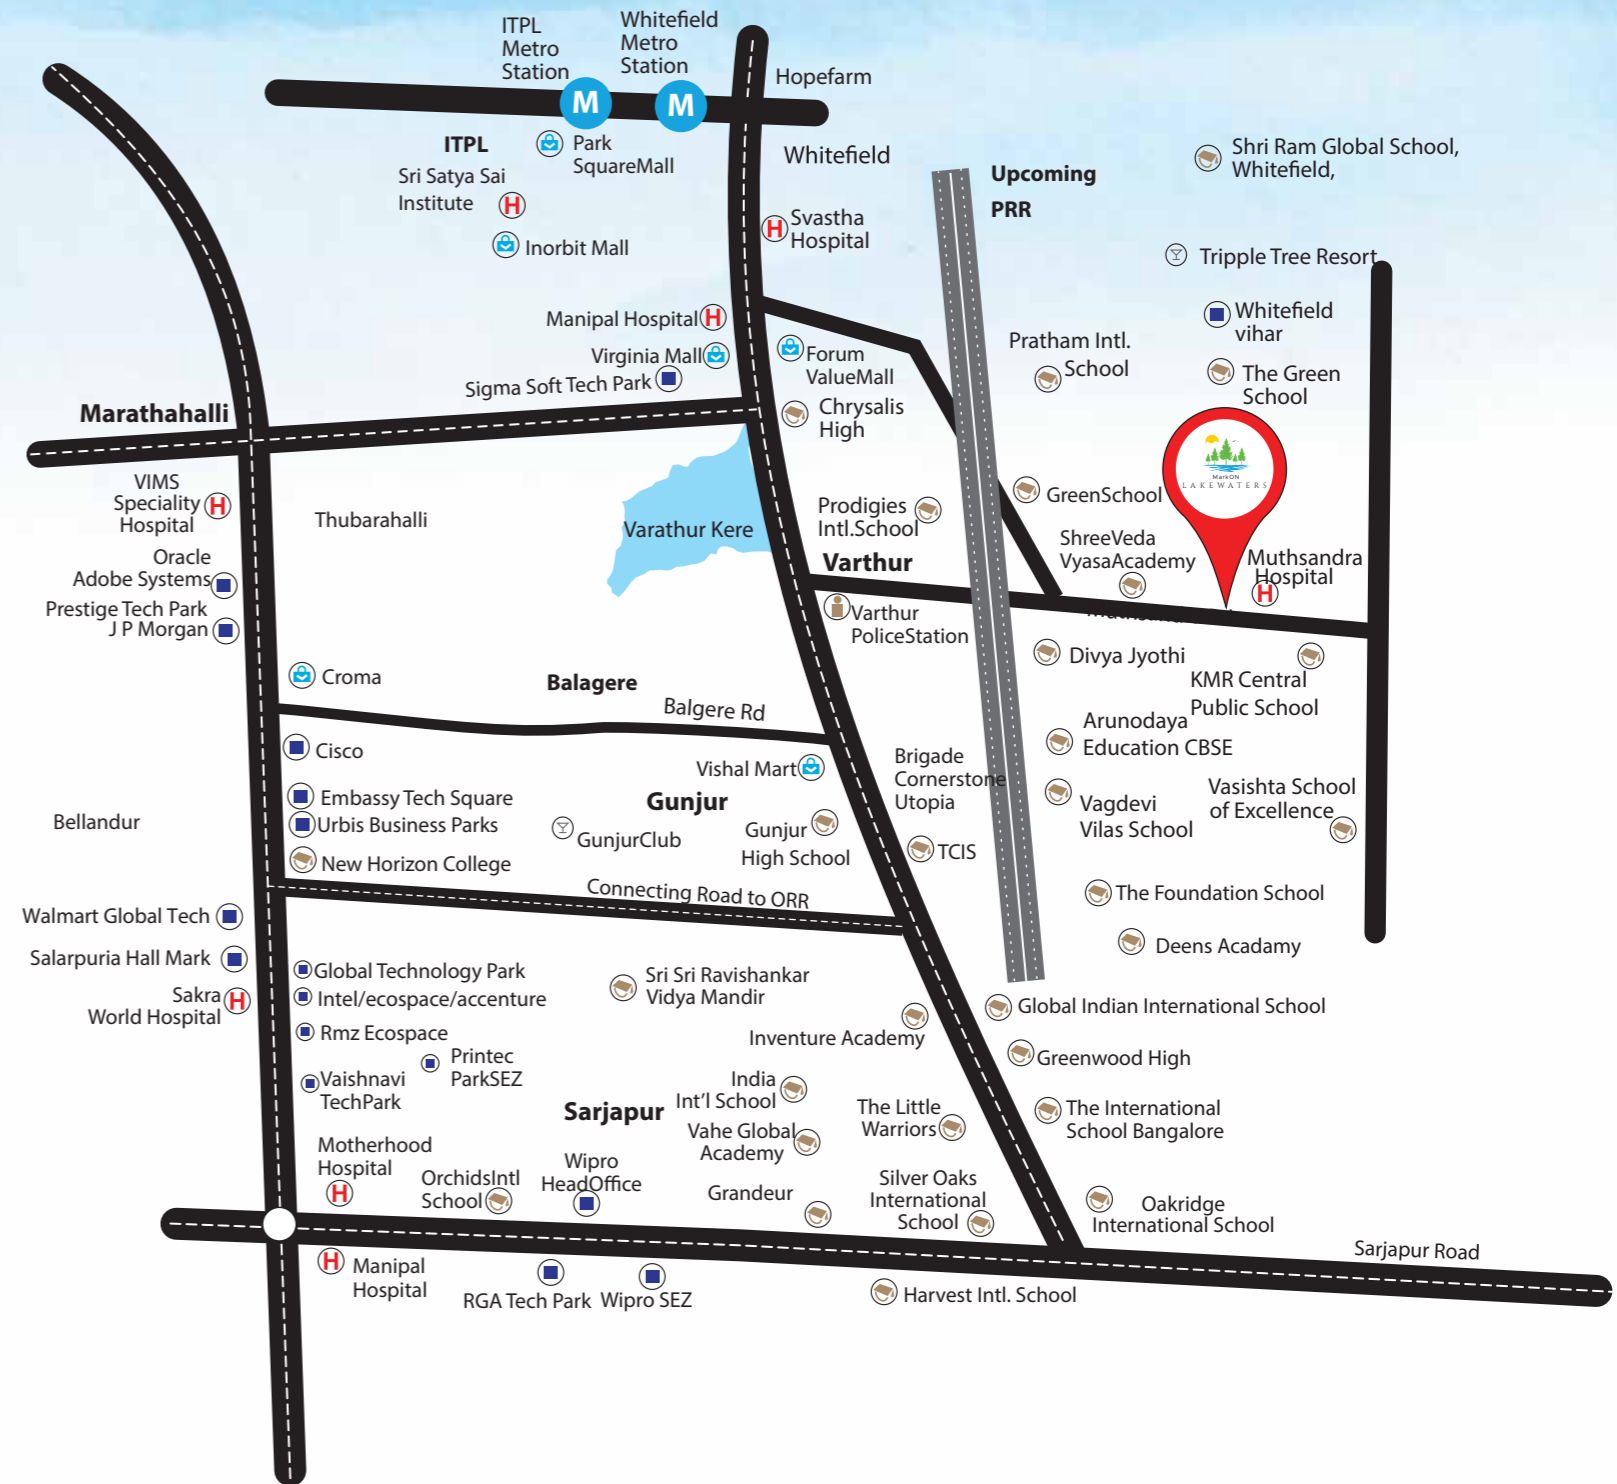 ITPL
Metro
Station
Whitefield
Metro
Station
M
M
Hopefarm
ITPL
Park
SquareMall
Whitefield
Sri Satya Sai
Institute
H
Inorbit Mall
H
Svastha
Hospital
Upcoming
PRR
Shri Ram Global School,
Whitefield,
Tripple Tree Resort
Whitefield
vihar
Manipal Hospital
H
Virginia Mall
Sigma Soft Tech Park
Forum
ValueMall
Chrysalis
High
Pratham Intl.
School
The Green
School
Marathahalli
VIMS
Speciality
Hospital
H
Thubarahalli
Varathur Kere
Prodigies
Intl.School
GreenSchool
MarkON
LAKEWATERS
Oracle
Adobe Systems
Prestige Tech Park
J P Morgan
Varthur
Varthur
PoliceStation
ShreeVeda
VyasaAcademy
Muthsandra
Hospital
H
Croma
Balagere
Balgere Rd
Divya Jyothi
KMR Central
Public School
Arunodaya
Education CBSE
Cisco
Vishal Mart
Brigade
Cornerstone
Utopia
Embassy Tech Square
Urbis Business Parks
New Horizon College
Bellandur
Gunjur
GunjurClub
Gunjur
High School
TCIS
Vagdevi
Vilas School
Vasishta School
of Excellence
Connecting Road to ORR
The Foundation School
Deens Acadamy
Walmart Global Tech
Salarpuria Hall Mark
Sakra
World Hospital
H
Global Technology Park
Intel/ecospace/accenture
Rmz Ecospace
Printec
ParkSEZ
Vaishnavi
TechPark
Sri Sri Ravishankar
Vidya Mandir
Inventure Academy
Global Indian International School
Greenwood High
India
Int'l School
Sarjapur
Vahe Global
Academy
The Little
Warriors
The International
School Bangalore
Motherhood
Hospital
H
OrchidsIntl
School
Wipro
HeadOffice
Grandeur
Silver Oaks
International
School
Oakridge
International School
Sarjapur Road
H
Manipal
Hospital
RGA Tech Park
Wipro SEZ
Harvest Intl. School